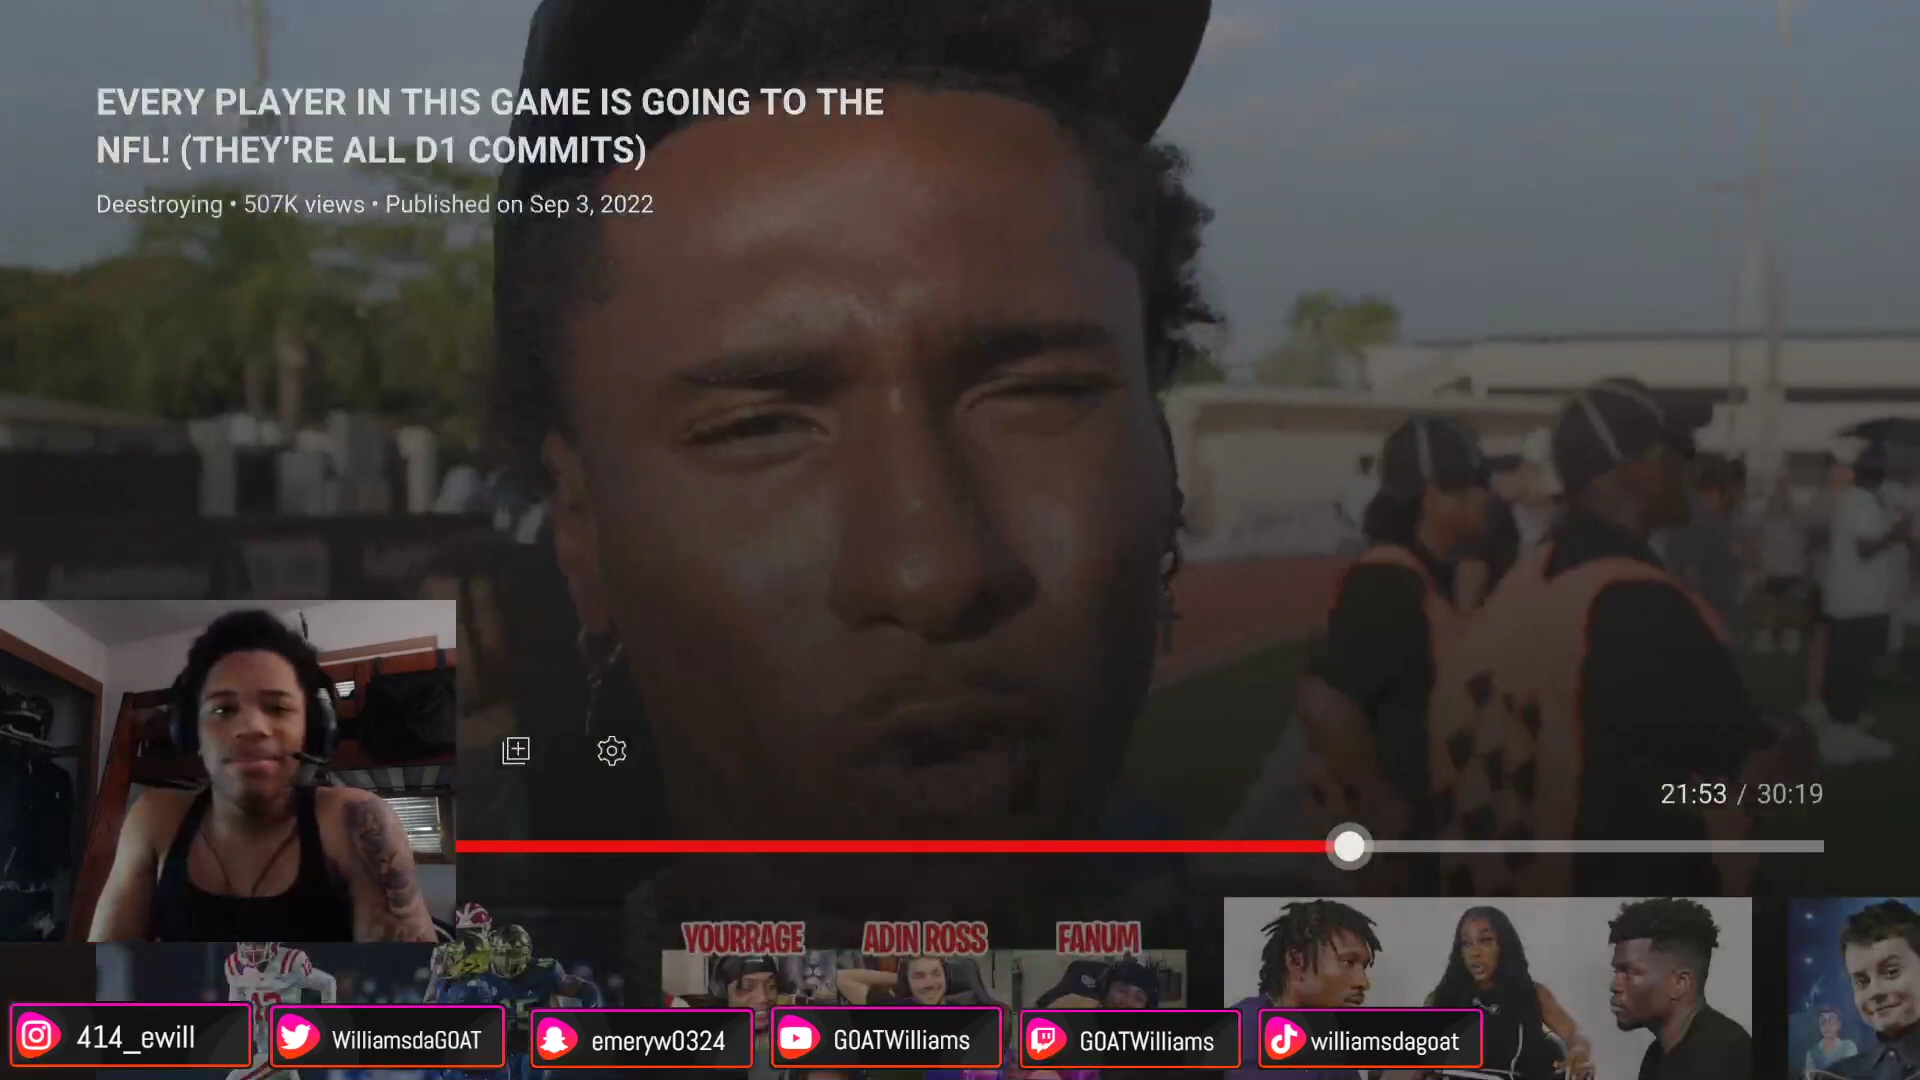 EVERY PLAYER IN THIS GAME IS GOING TO THE
NFL! (THEY’RE ALL D1 COMMITS)
Deestroying • 507K views • Published on Sep 3, 2022
21:53 / 30:19
YOURRAGE ADIN ROSS FANUM
414_ewill WilliamsdaGOAT emeryw0324 GOATWilliams GOATWilliams williamsdagoat